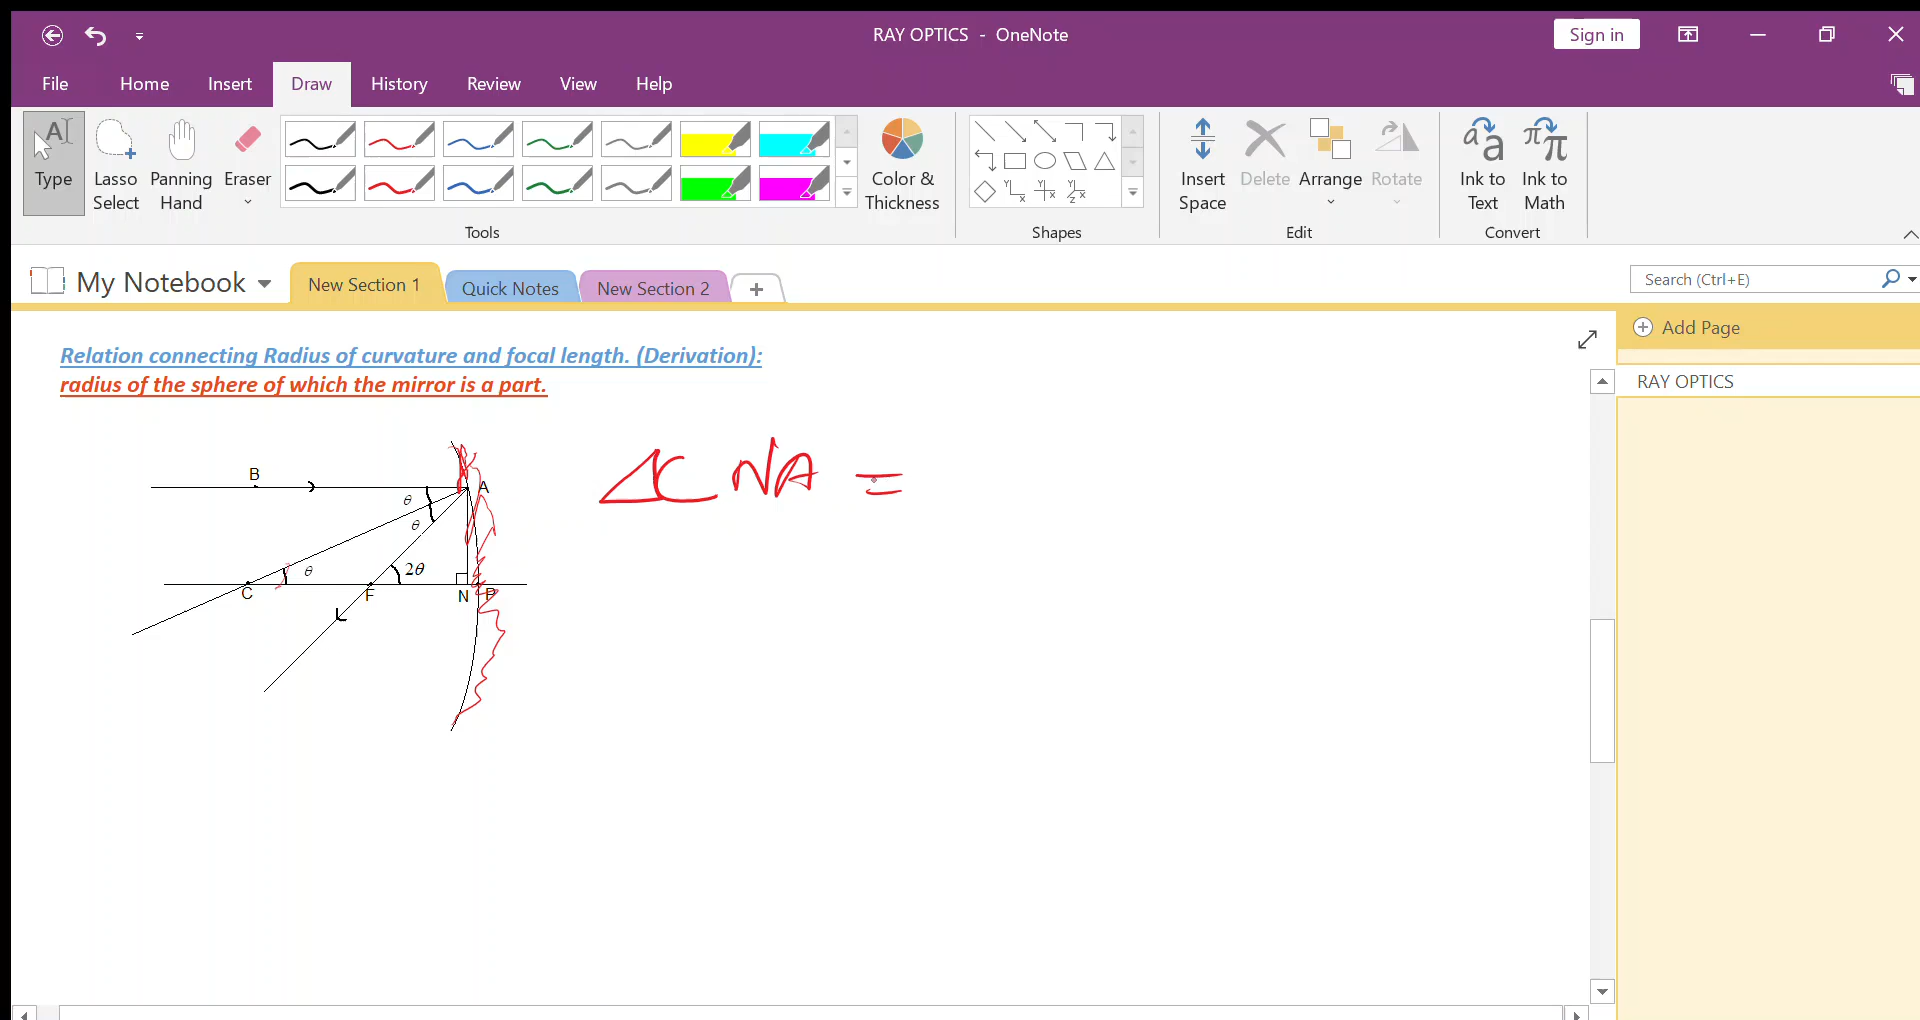 RAY OPTICS - OneNote
Sign in
File Home Insert Draw History Review View Help
Type
Lasso Select
Panning Hand
Eraser
Color & Thickness
Insert Space
Delete
Arrange
Rotate
Ink to Text
Ink to Math
Tools
Shapes
Edit
Convert
My Notebook
New Section 1
Quick Notes
New Section 2
+
Search (Ctrl+E)
Add Page
RAY OPTICS
Relation connecting Radius of curvature and focal length. (Derivation):
radius of the sphere of which the mirror is a part.
B
A
θ
θ
θ
2θ
C
F
N
P
ΔCNA =